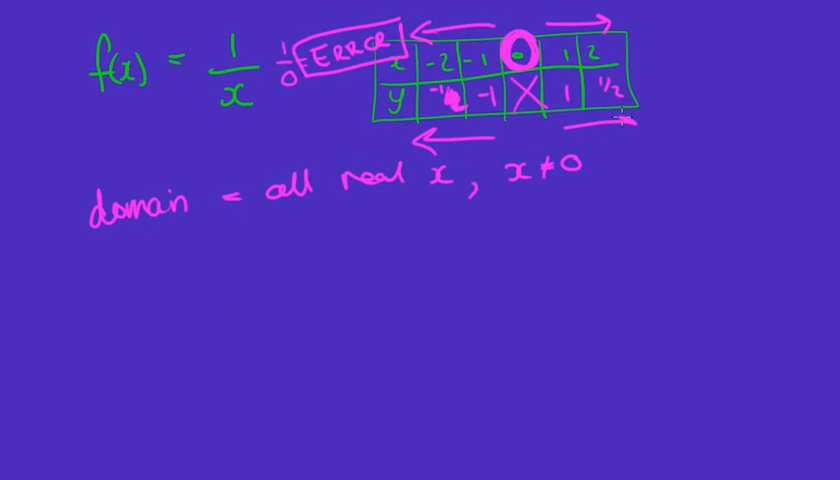 f(x) = 1/x 1/0 = ERROR
x -2 -1 0 1 2
y -1/2 -1 X 1 1/2
domain = all real x, x≠0